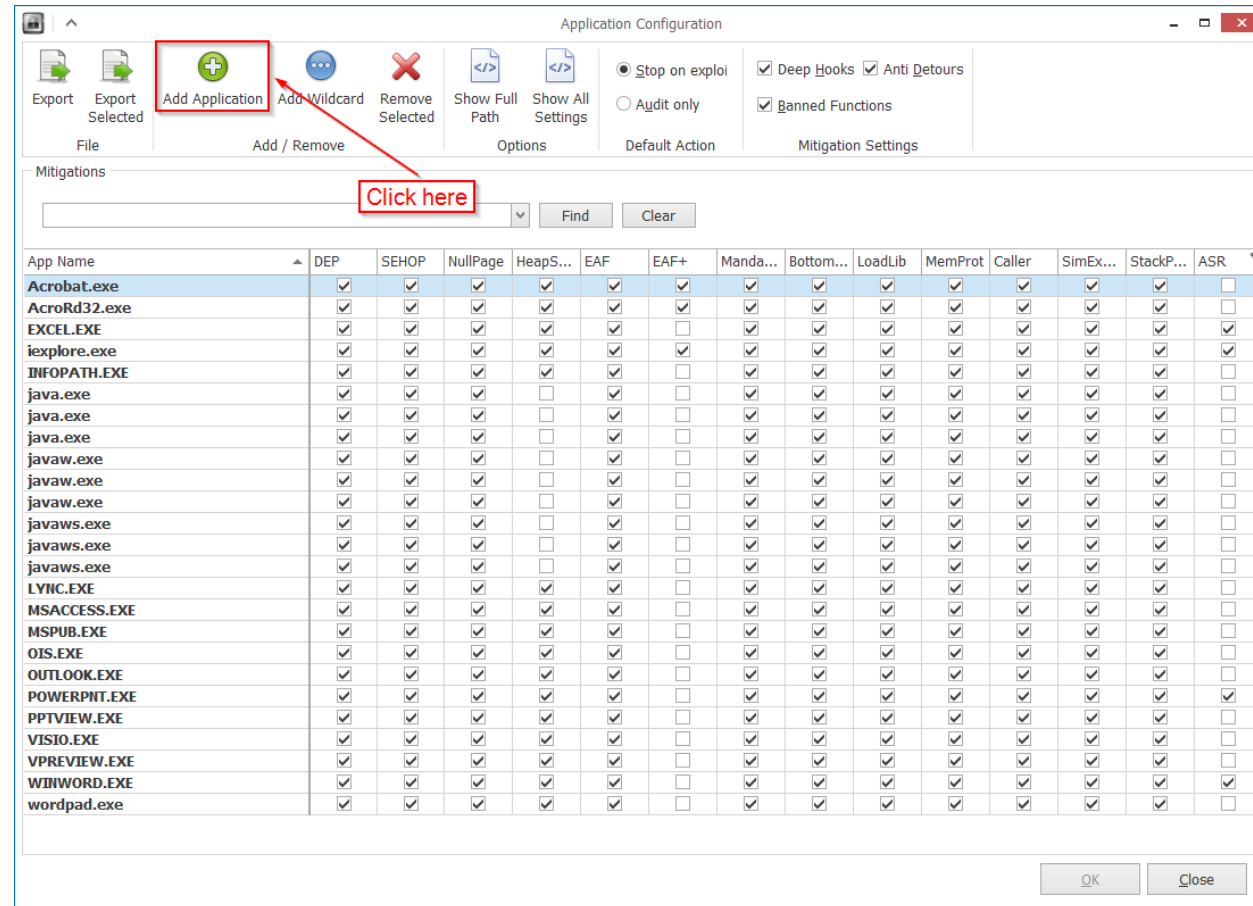 Application Configuration
Export
Export Selected
Add Application
Add Wildcard
Remove Selected
Show Full Path
Show All Settings
Stop on exploi
Audit only
Deep Hooks
Anti Detours
Banned Functions
File
Add / Remove
Options
Default Action
Mitigation Settings
Mitigations
Click here
Find
Clear
App Name DEP SEHOP NullPage HeapS... EAF EAF+ Manda... Bottom... LoadLib MemProt Caller SimEx... StackP... ASR
Acrobat.exe
AcroRd32.exe
EXCEL.EXE
iexplore.exe
INFOPATH.EXE
java.exe
java.exe
java.exe
javaw.exe
javaw.exe
javaw.exe
javaws.exe
javaws.exe
javaws.exe
LYNC.EXE
MSACCESS.EXE
MSPUB.EXE
OIS.EXE
OUTLOOK.EXE
POWERPNT.EXE
PPTVIEW.EXE
VISIO.EXE
VPREVIEW.EXE
WINWORD.EXE
wordpad.exe
OK
Close